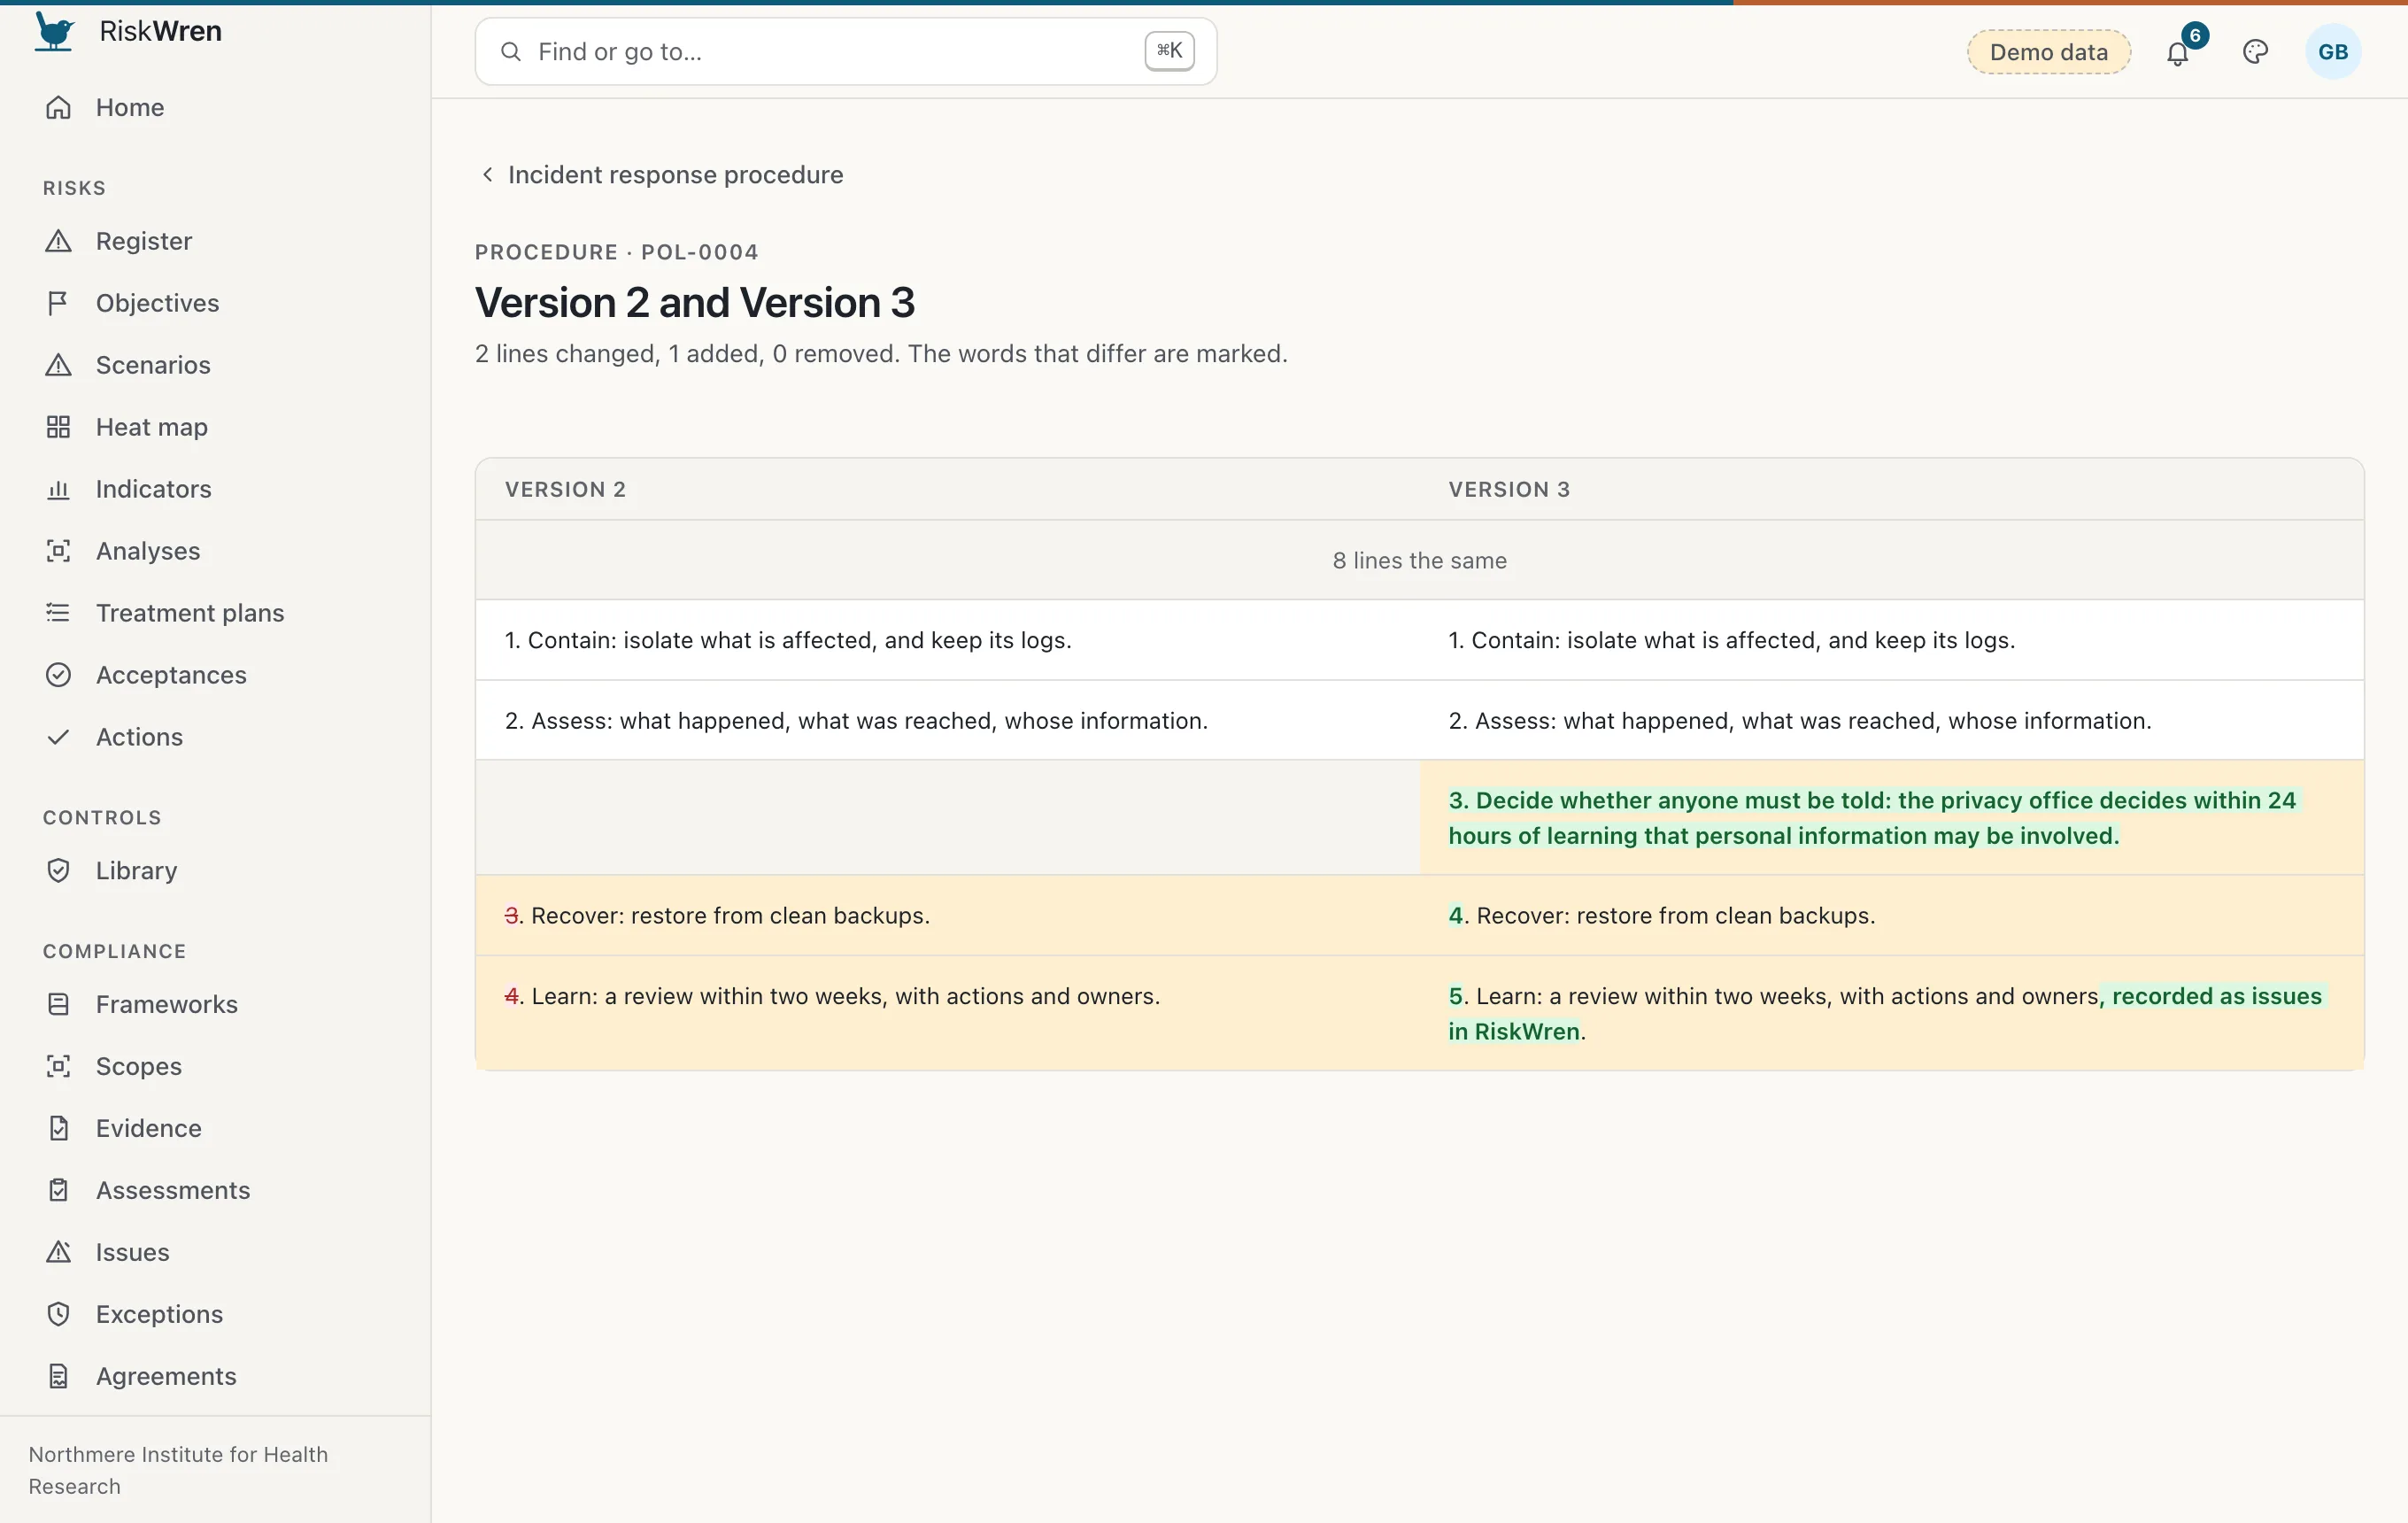 RiskWren
Find or go to...
⌘K
Demo data
6
GB
Home
RISKS
Register
Objectives
Scenarios
Heat map
Indicators
Analyses
Treatment plans
Acceptances
Actions
CONTROLS
Library
COMPLIANCE
Frameworks
Scopes
Evidence
Assessments
Issues
Exceptions
Agreements
Northmere Institute for Health
Research
Incident response procedure
PROCEDURE · POL-0004
Version 2 and Version 3
2 lines changed, 1 added, 0 removed. The words that differ are marked.
VERSION 2
VERSION 3
8 lines the same
1. Contain: isolate what is affected, and keep its logs.
1. Contain: isolate what is affected, and keep its logs.
2. Assess: what happened, what was reached, whose information.
2. Assess: what happened, what was reached, whose information.
3. Decide whether anyone must be told: the privacy office decides within 24
hours of learning that personal information may be involved.
3. Recover: restore from clean backups.
4. Recover: restore from clean backups.
4. Learn: a review within two weeks, with actions and owners.
5. Learn: a review within two weeks, with actions and owners, recorded as issues
in RiskWren.